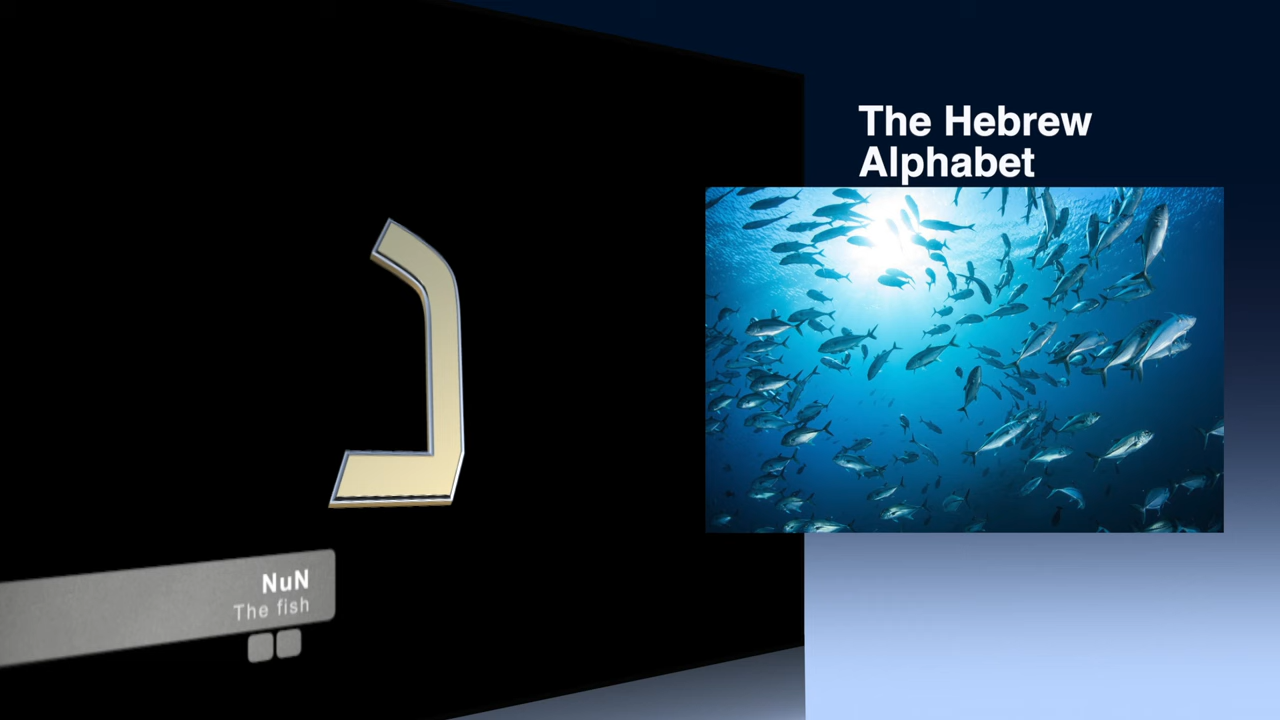 The Hebrew
Alphabet
נ
NuN
The fish